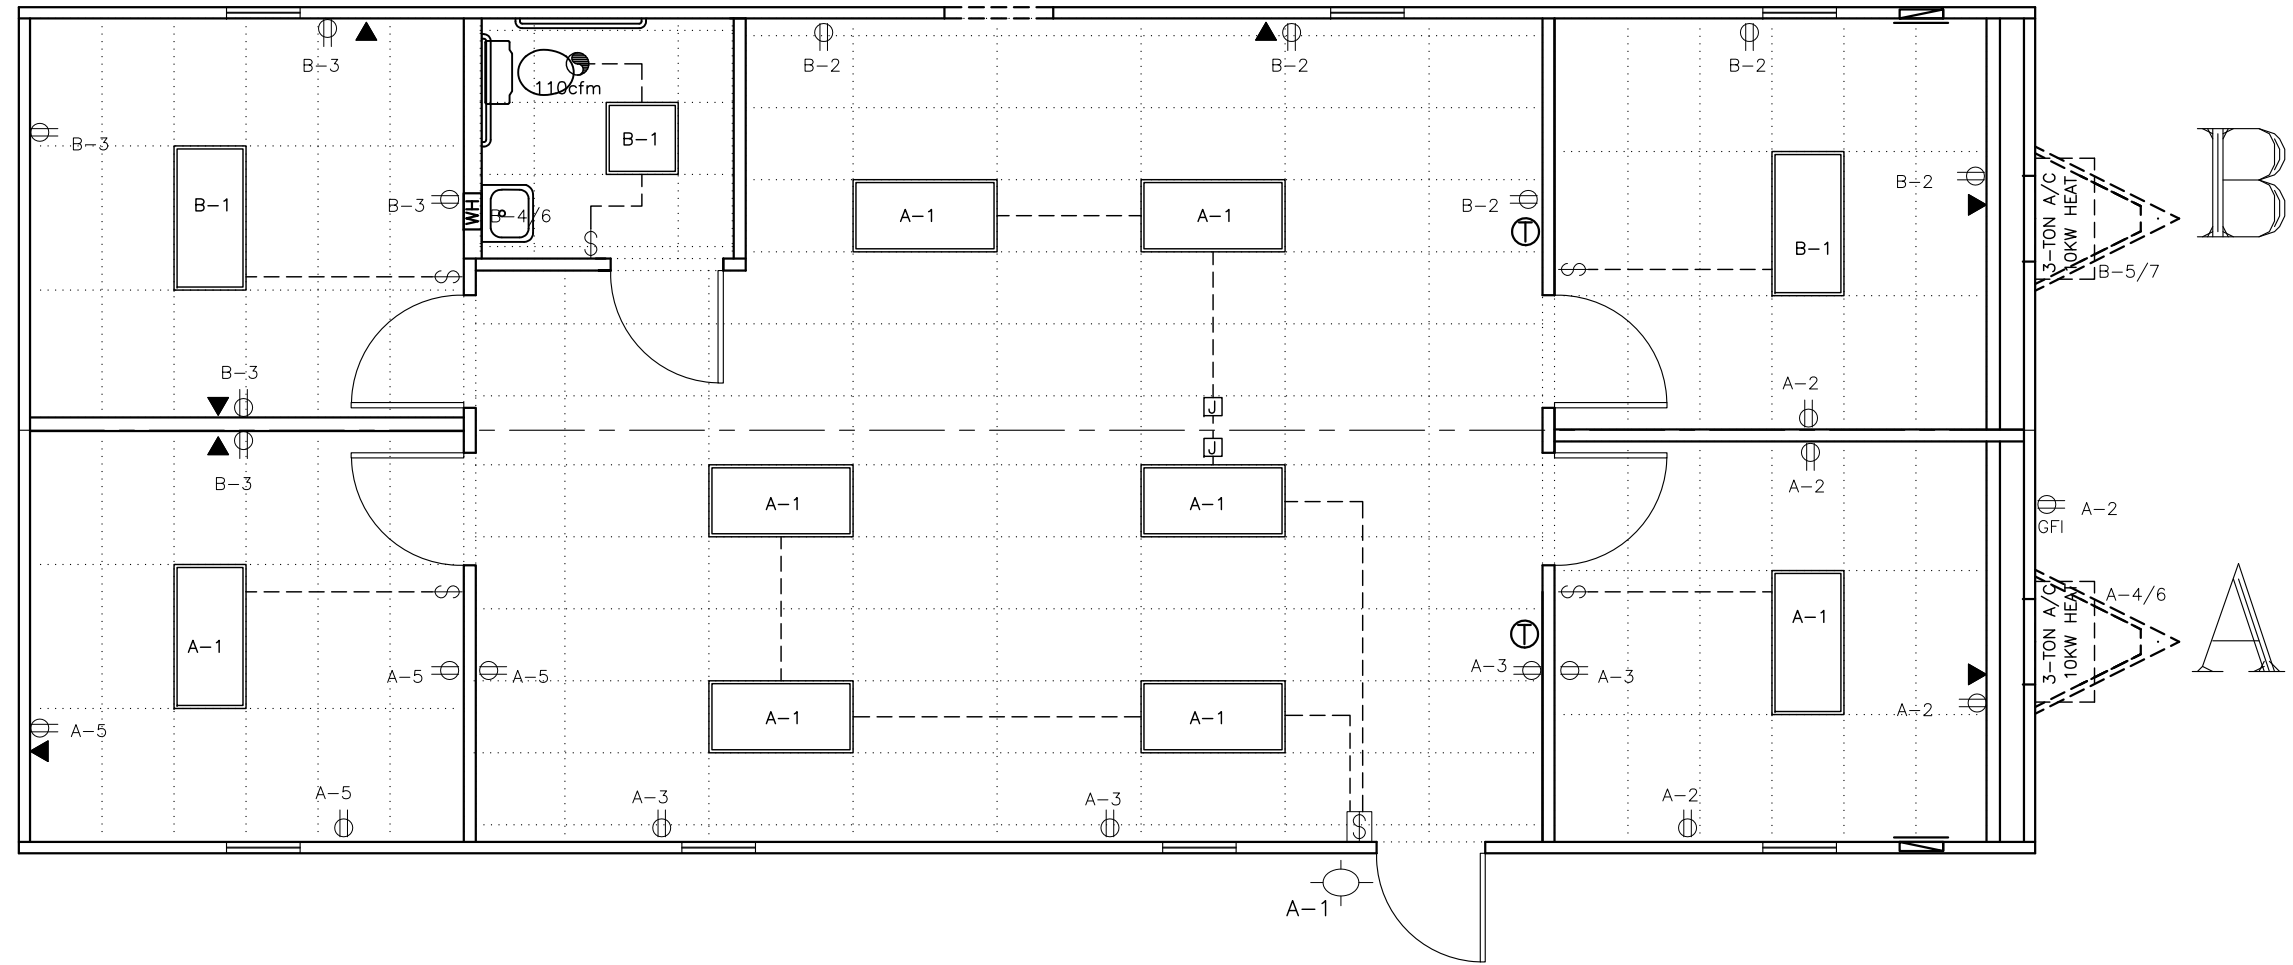 B-3
B-2
B-2
B-2
110cfm
B-3
B-1
B-1
B-3
WH
B-4/6
S
A-1
A-1
B-2
T
B-2
3-TON A/C
10KW HEAT
B
B-1
B-5/7
S
S
B-3
A-2
J
J
B-3
A-2
A-1
A-1
A-2
GFI
S
S
A-1
A-1
T
3-TON A/C
10KW HEAT
A-4/6
A
A-5
A-5
A-3
A-3
A-5
A-1
A-1
A-2
A-5
A-3
A-3
A-2
S
A-1